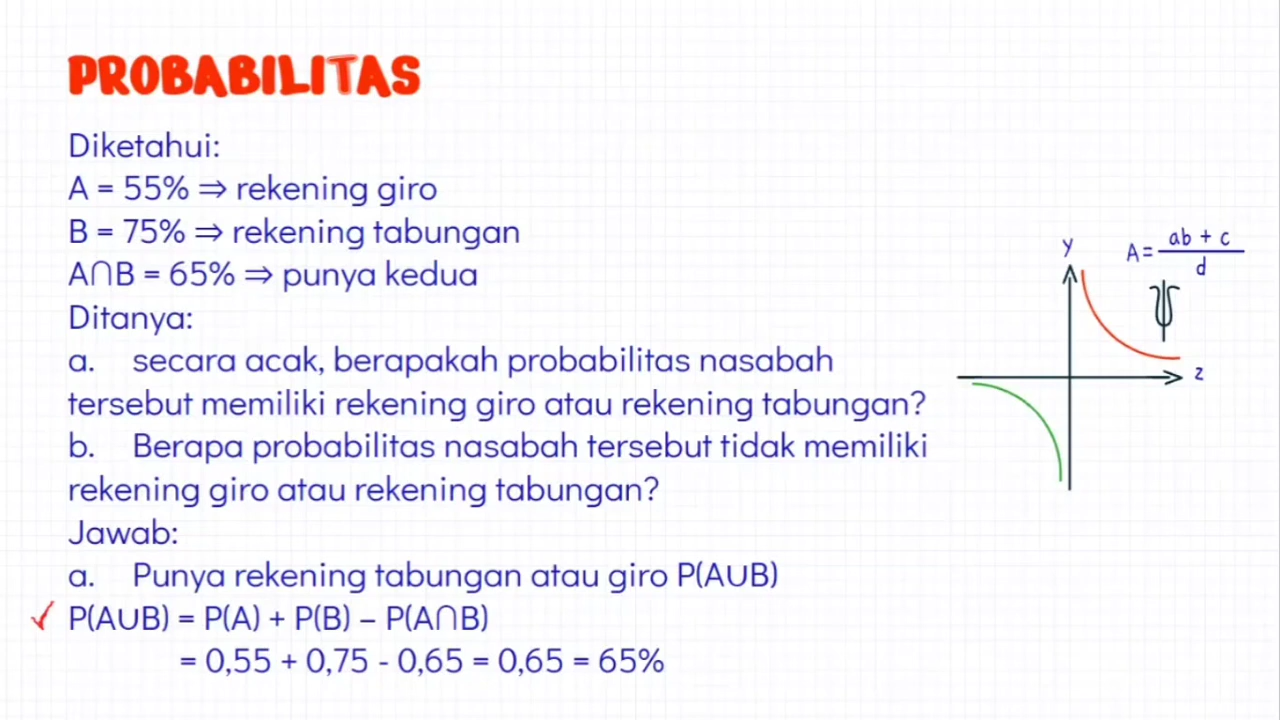 PROBABILITAS
Diketahui:
A = 55% ⇒ rekening giro
B = 75% ⇒ rekening tabungan
A∩B = 65% ⇒ punya kedua
Ditanya:
a. secara acak, berapakah probabilitas nasabah
tersebut memiliki rekening giro atau rekening tabungan?
b. Berapa probabilitas nasabah tersebut tidak memiliki
rekening giro atau rekening tabungan?
Jawab:
a. Punya rekening tabungan atau giro P(A∪B)
P(A∪B) = P(A) + P(B) – P(A∩B)
= 0,55 + 0,75 - 0,65 = 0,65 = 65%
y
A = ab + c / d
ψ
z